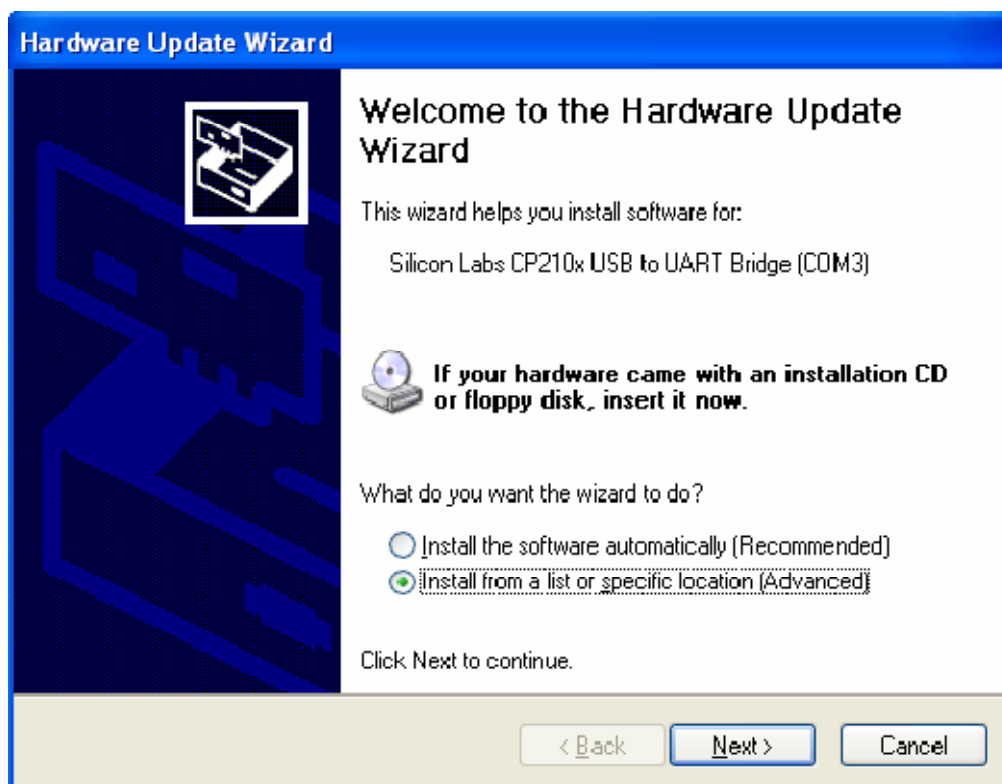 Hardware Update Wizard
Welcome to the Hardware Update
Wizard
This wizard helps you install software for:
Silicon Labs CP210x USB to UART Bridge (COM3)
If your hardware came with an installation CD
or floppy disk, insert it now.
What do you want the wizard to do?
Install the software automatically (Recommended)
Install from a list or specific location (Advanced)
Click Next to continue.
< Back Next > Cancel